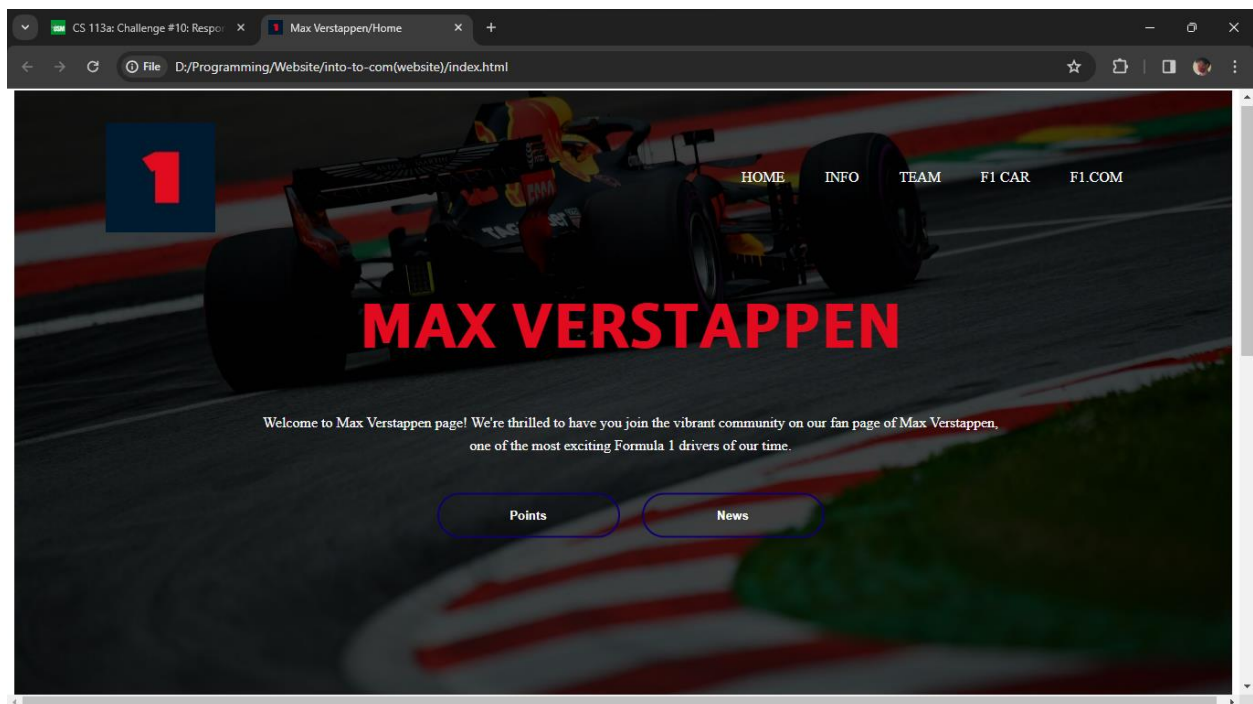 USM CS 113a: Challenge #10: Respo
1 Max Verstappen/Home
File D:/Programming/Website/into-to-com(website)/index.html
1
HOME INFO TEAM F1 CAR F1.COM
MAX VERSTAPPEN
Welcome to Max Verstappen page! We're thrilled to have you join the vibrant community on our fan page of Max Verstappen,
one of the most exciting Formula 1 drivers of our time.
Points News